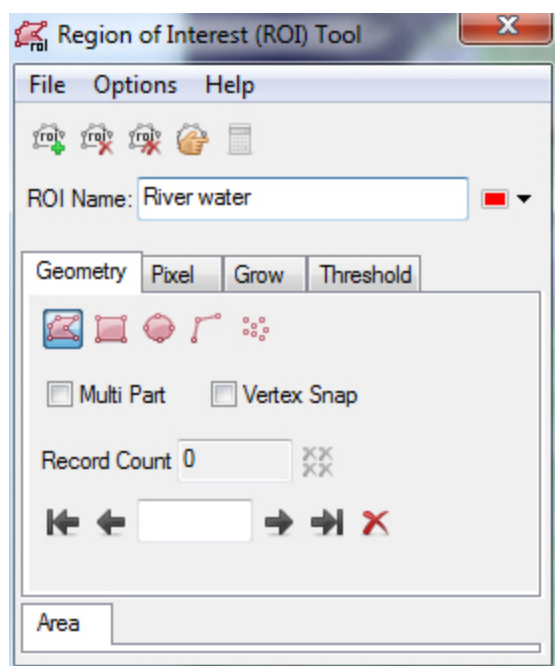 Region of Interest (ROI) Tool
File Options Help
ROI Name: River water
Geometry Pixel Grow Threshold
Multi Part Vertex Snap
Record Count 0
Area